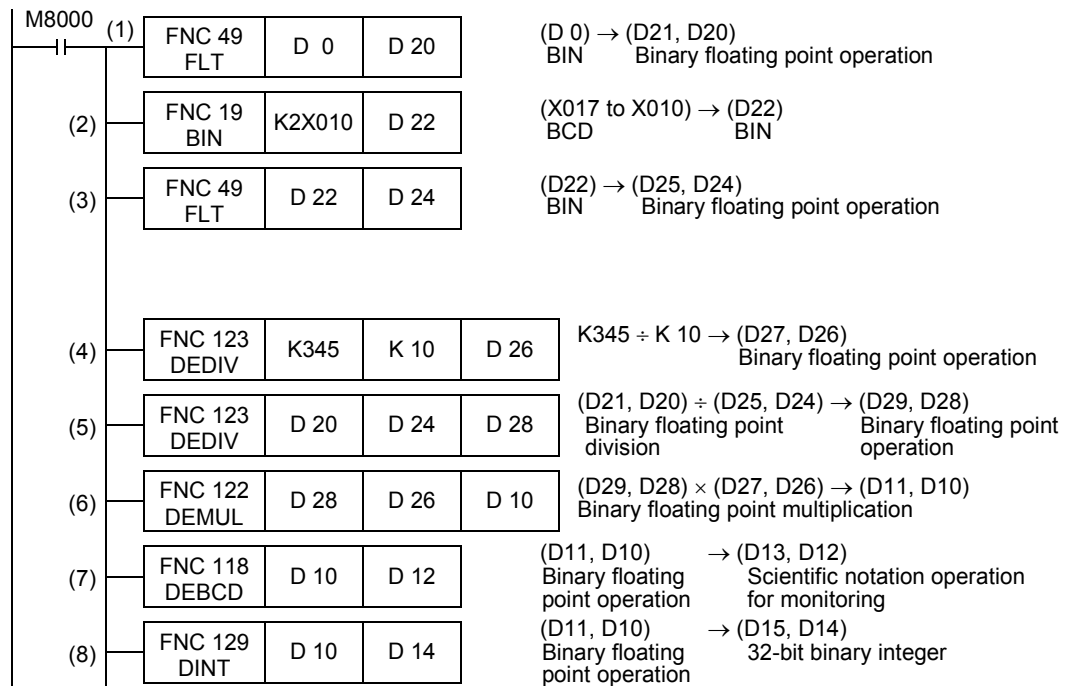 M8000
(1) FNC 49 FLT D 0 D 20 (D 0) → (D21, D20)
BIN Binary floating point operation
(2) FNC 19 BIN K2X010 D 22 (X017 to X010) → (D22)
BCD BIN
(3) FNC 49 FLT D 22 D 24 (D22) → (D25, D24)
BIN Binary floating point operation
(4) FNC 123 DEDIV K345 K 10 D 26 K345 ÷ K 10 → (D27, D26)
Binary floating point operation
(5) FNC 123 DEDIV D 20 D 24 D 28 (D21, D20) ÷ (D25, D24) → (D29, D28)
Binary floating point Binary floating point
division operation
(6) FNC 122 DEMUL D 28 D 26 D 10 (D29, D28) × (D27, D26) → (D11, D10)
Binary floating point multiplication
(7) FNC 118 DEBCD D 10 D 12 (D11, D10) → (D13, D12)
Binary floating Scientific notation operation
point operation for monitoring
(8) FNC 129 DINT D 10 D 14 (D11, D10) → (D15, D14)
Binary floating 32-bit binary integer
point operation